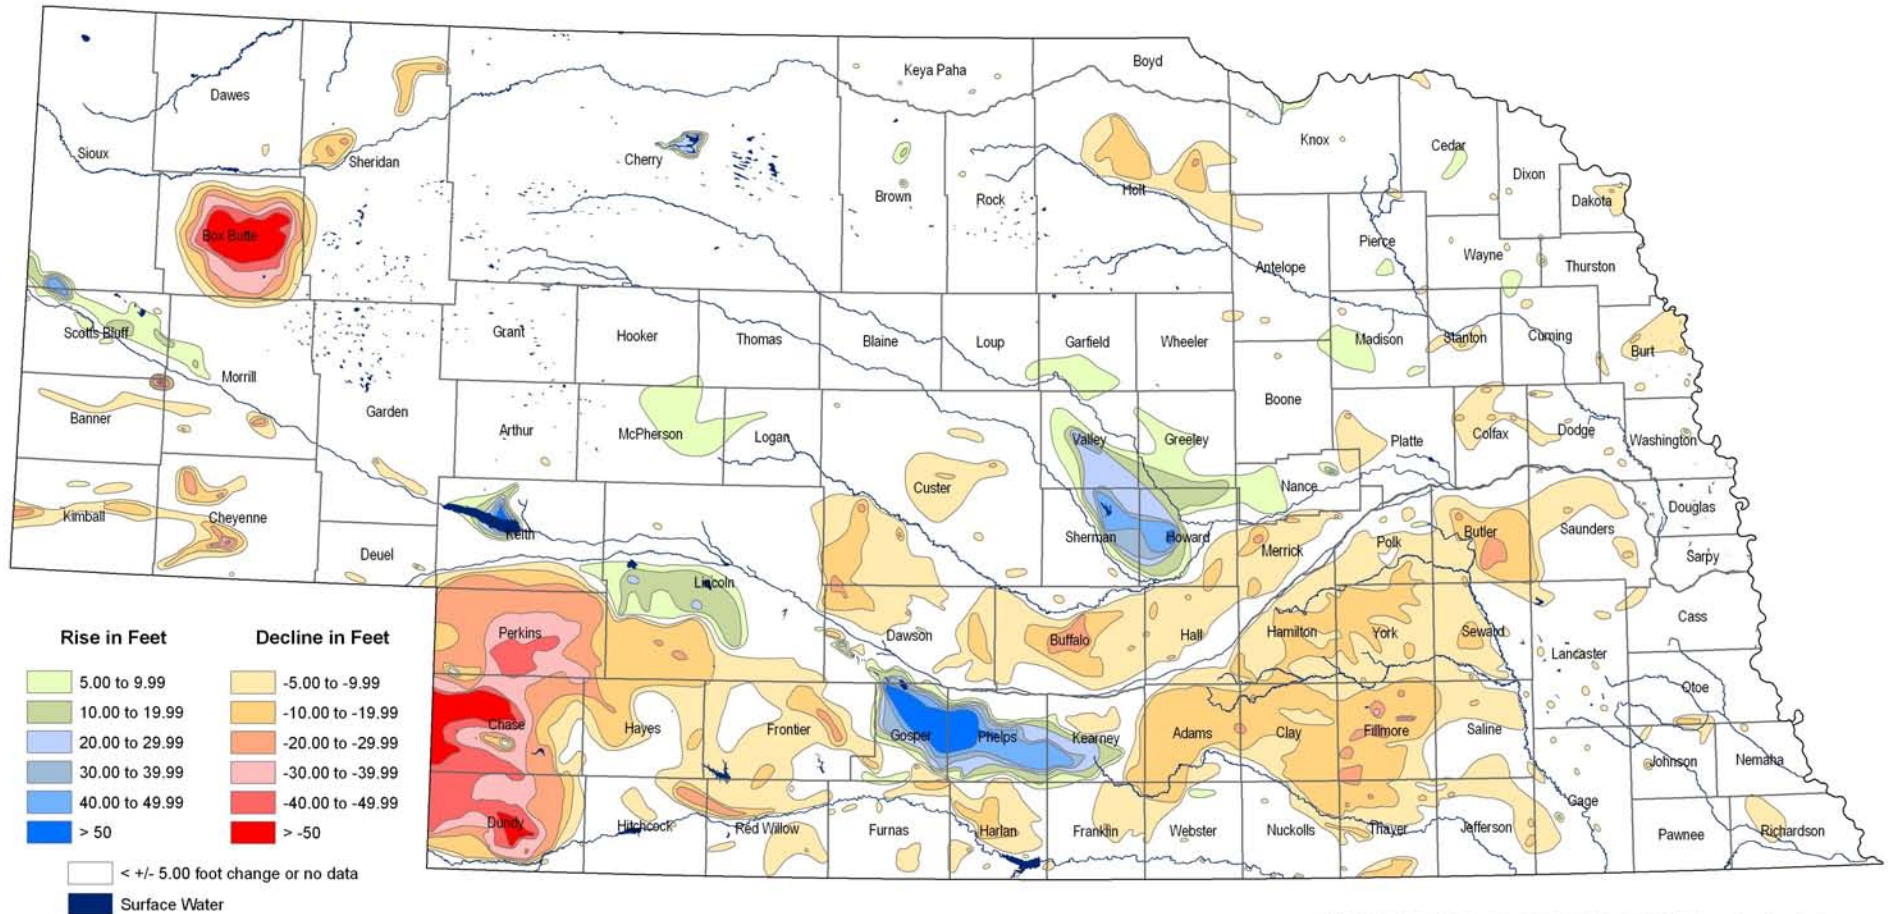 Boyd
Keya Paha
Dawes
Knox
Cedar
Sioux
Sheridan
Cherry
Dixon
Holt
Brown
Rock
Dakota
Box Butte
Pierce
Wayne
Antelope
Thurston
Scotts Bluff
Grant
Hooker
Thomas
Blaine
Loup
Garfield
Wheeler
Madison
Stanton
Cuming
Burt
Morrill
Garden
Banner
Boone
Arthur
McPherson
Logan
Valley
Greeley
Platte
Colfax
Dodge
Washington
Custer
Nance
Kimball
Cheyenne
Keith
Sherman
Howard
Merrick
Polk
Butler
Saunders
Douglas
Sarpy
Deuel
Lincoln
Cass
Perkins
Dawson
Buffalo
Hall
Hamilton
York
Seward
Lancaster
Otoe
Chase
Hayes
Frontier
Gosper
Phelps
Kearney
Adams
Clay
Fillmore
Saline
Johnson
Nemaha
Gage
Dundy
Hitchcock
Red Willow
Furnas
Harlan
Franklin
Webster
Nuckolls
Thayer
Jefferson
Pawnee
Richardson
Rise in Feet
5.00 to 9.99
10.00 to 19.99
20.00 to 29.99
30.00 to 39.99
40.00 to 49.99
> 50
Decline in Feet
-5.00 to -9.99
-10.00 to -19.99
-20.00 to -29.99
-30.00 to -39.99
-40.00 to -49.99
> -50
< +/- 5.00 foot change or no data
Surface Water